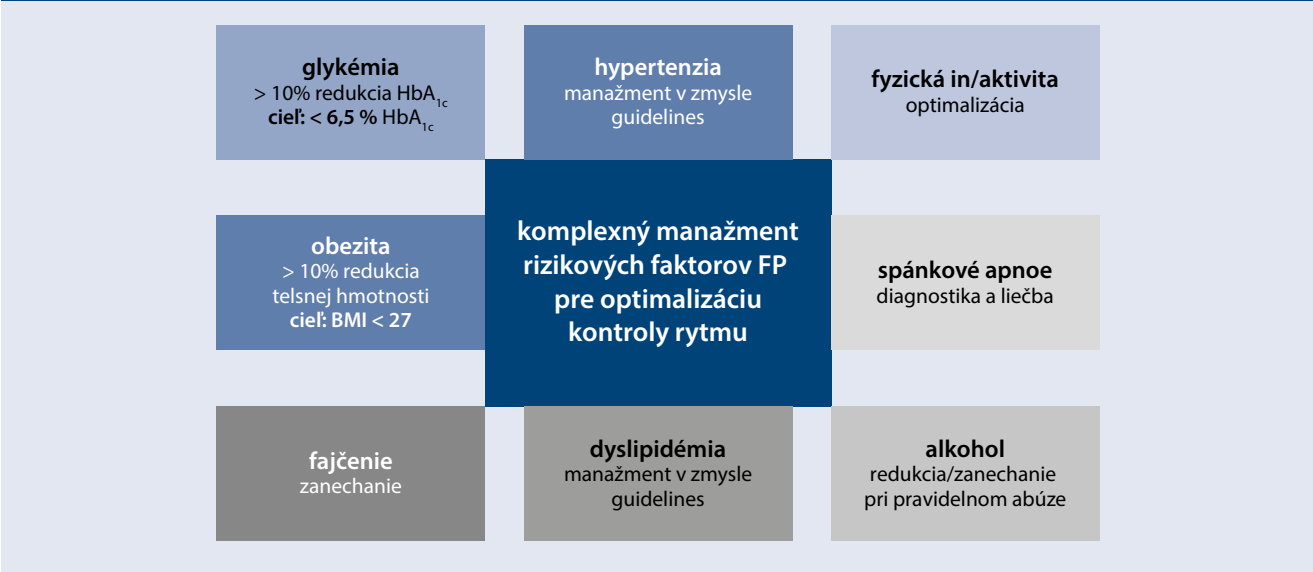 glykémia
> 10% redukcia HbA1c
cieľ: < 6,5 % HbA1c
hypertenzia
manažment v zmysle
guidelines
fyzická in/aktivita
optimalizácia
obezita
> 10% redukcia
telsnej hmotnosti
cieľ: BMI < 27
komplexný manažment
rizikových faktorov FP
pre optimalizáciu
kontroly rytmu
spánkové apnoe
diagnostika a liečba
fajčenie
zanechanie
dyslipidémia
manažment v zmysle
guidelines
alkohol
redukcia/zanechanie
pri pravidelnom abúze